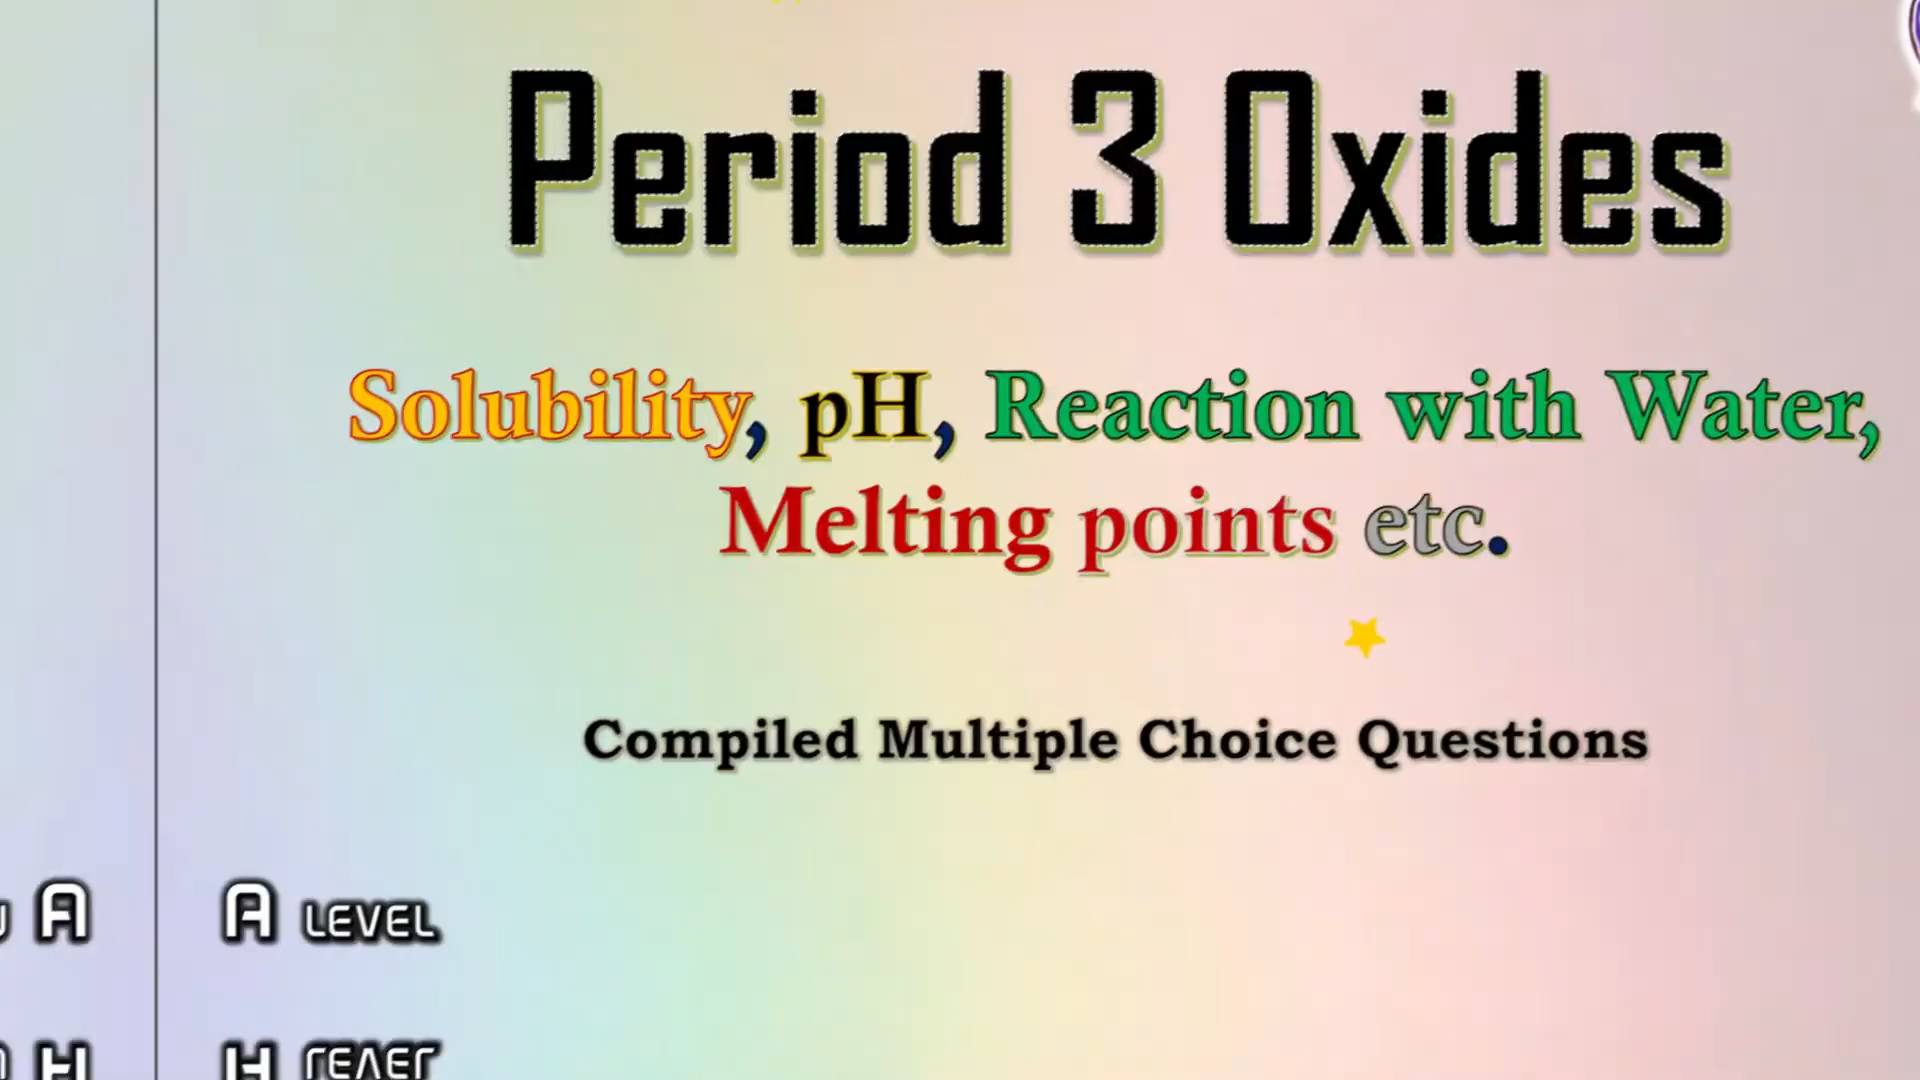 Period 3 Oxides
Solubility, pH, Reaction with Water,
Melting points etc.
Compiled Multiple Choice Questions
A A LEVEL